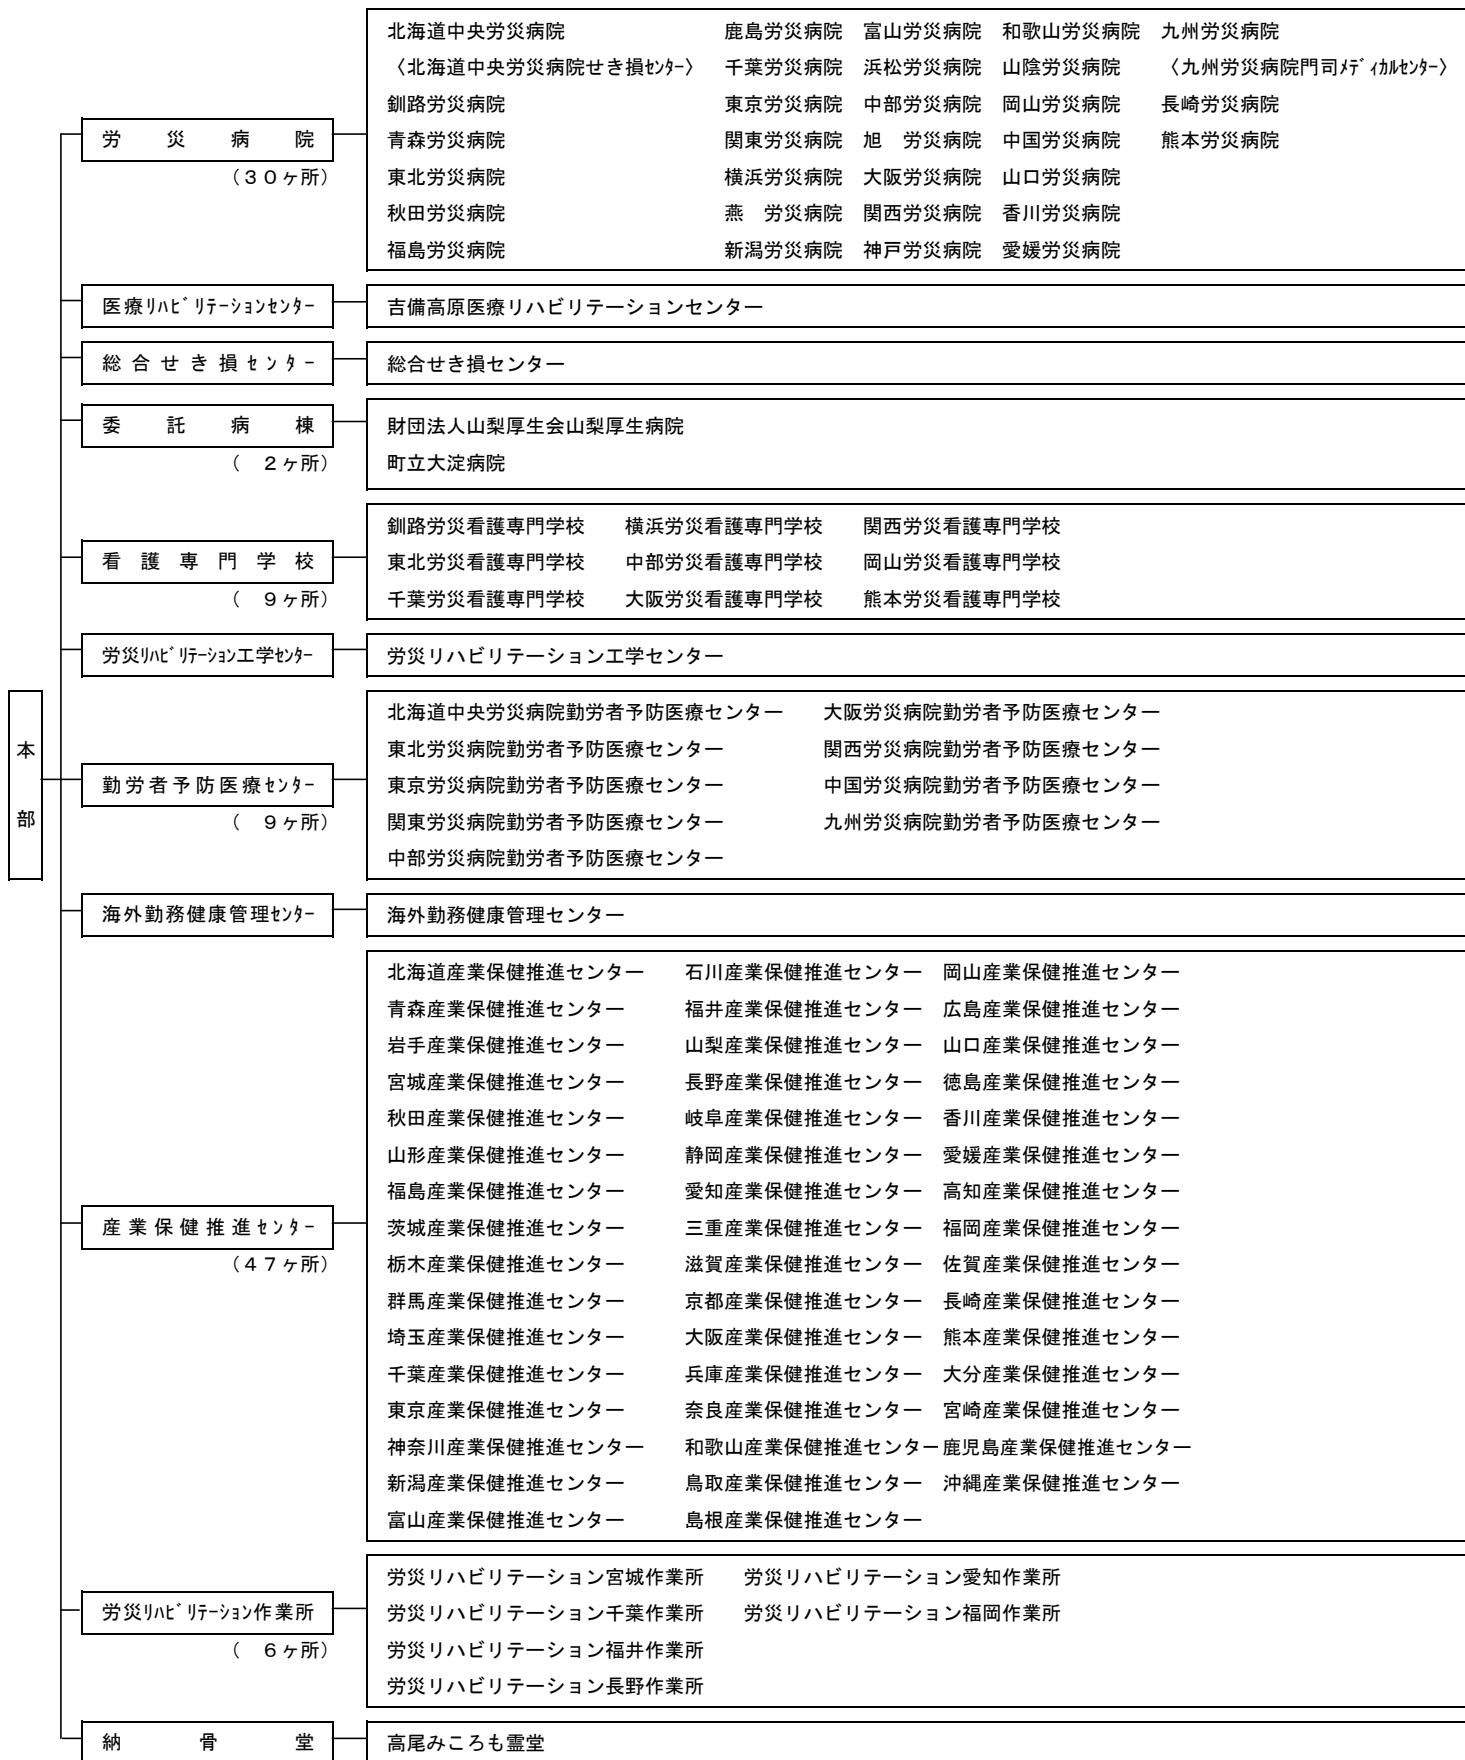 本部
労災病院
(30ヶ所)
北海道中央労災病院 鹿島労災病院 富山労災病院 和歌山労災病院 九州労災病院
〈北海道中央労災病院せき損ｾﾝﾀｰ〉 千葉労災病院 浜松労災病院 山陰労災病院 〈九州労災病院門司ﾒﾃﾞｨｶﾙｾﾝﾀｰ〉
釧路労災病院 東京労災病院 中部労災病院 岡山労災病院 長崎労災病院
青森労災病院 関東労災病院 旭 労災病院 中国労災病院 熊本労災病院
東北労災病院 横浜労災病院 大阪労災病院 山口労災病院
秋田労災病院 燕 労災病院 関西労災病院 香川労災病院
福島労災病院 新潟労災病院 神戸労災病院 愛媛労災病院
医療ﾘﾊﾋﾞﾘﾃｰｼｮﾝｾﾝﾀｰ
吉備高原医療リハビリテーションセンター
総合せき損ｾﾝﾀｰ
総合せき損センター
委託病棟
( 2ヶ所)
財団法人山梨厚生会山梨厚生病院
町立大淀病院
看護専門学校
( 9ヶ所)
釧路労災看護専門学校 横浜労災看護専門学校 関西労災看護専門学校
東北労災看護専門学校 中部労災看護専門学校 岡山労災看護専門学校
千葉労災看護専門学校 大阪労災看護専門学校 熊本労災看護専門学校
労災ﾘﾊﾋﾞﾘﾃｰｼｮﾝ工学ｾﾝﾀｰ
労災リハビリテーション工学センター
勤労者予防医療ｾﾝﾀｰ
( 9ヶ所)
北海道中央労災病院勤労者予防医療センター 大阪労災病院勤労者予防医療センター
東北労災病院勤労者予防医療センター 関西労災病院勤労者予防医療センター
東京労災病院勤労者予防医療センター 中国労災病院勤労者予防医療センター
関東労災病院勤労者予防医療センター 九州労災病院勤労者予防医療センター
中部労災病院勤労者予防医療センター
海外勤務健康管理ｾﾝﾀｰ
海外勤務健康管理センター
産業保健推進ｾﾝﾀｰ
(47ヶ所)
北海道産業保健推進センター 石川産業保健推進センター 岡山産業保健推進センター
青森産業保健推進センター 福井産業保健推進センター 広島産業保健推進センター
岩手産業保健推進センター 山梨産業保健推進センター 山口産業保健推進センター
宮城産業保健推進センター 長野産業保健推進センター 徳島産業保健推進センター
秋田産業保健推進センター 岐阜産業保健推進センター 香川産業保健推進センター
山形産業保健推進センター 静岡産業保健推進センター 愛媛産業保健推進センター
福島産業保健推進センター 愛知産業保健推進センター 高知産業保健推進センター
茨城産業保健推進センター 三重産業保健推進センター 福岡産業保健推進センター
栃木産業保健推進センター 滋賀産業保健推進センター 佐賀産業保健推進センター
群馬産業保健推進センター 京都産業保健推進センター 長崎産業保健推進センター
埼玉産業保健推進センター 大阪産業保健推進センター 熊本産業保健推進センター
千葉産業保健推進センター 兵庫産業保健推進センター 大分産業保健推進センター
東京産業保健推進センター 奈良産業保健推進センター 宮崎産業保健推進センター
神奈川産業保健推進センター 和歌山産業保健推進センター 鹿児島産業保健推進センター
新潟産業保健推進センター 鳥取産業保健推進センター 沖縄産業保健推進センター
富山産業保健推進センター 島根産業保健推進センター
労災ﾘﾊﾋﾞﾘﾃｰｼｮﾝ作業所
( 6ヶ所)
労災リハビリテーション宮城作業所 労災リハビリテーション愛知作業所
労災リハビリテーション千葉作業所 労災リハビリテーション福岡作業所
労災リハビリテーション福井作業所
労災リハビリテーション長野作業所
納骨堂
高尾みころも霊堂